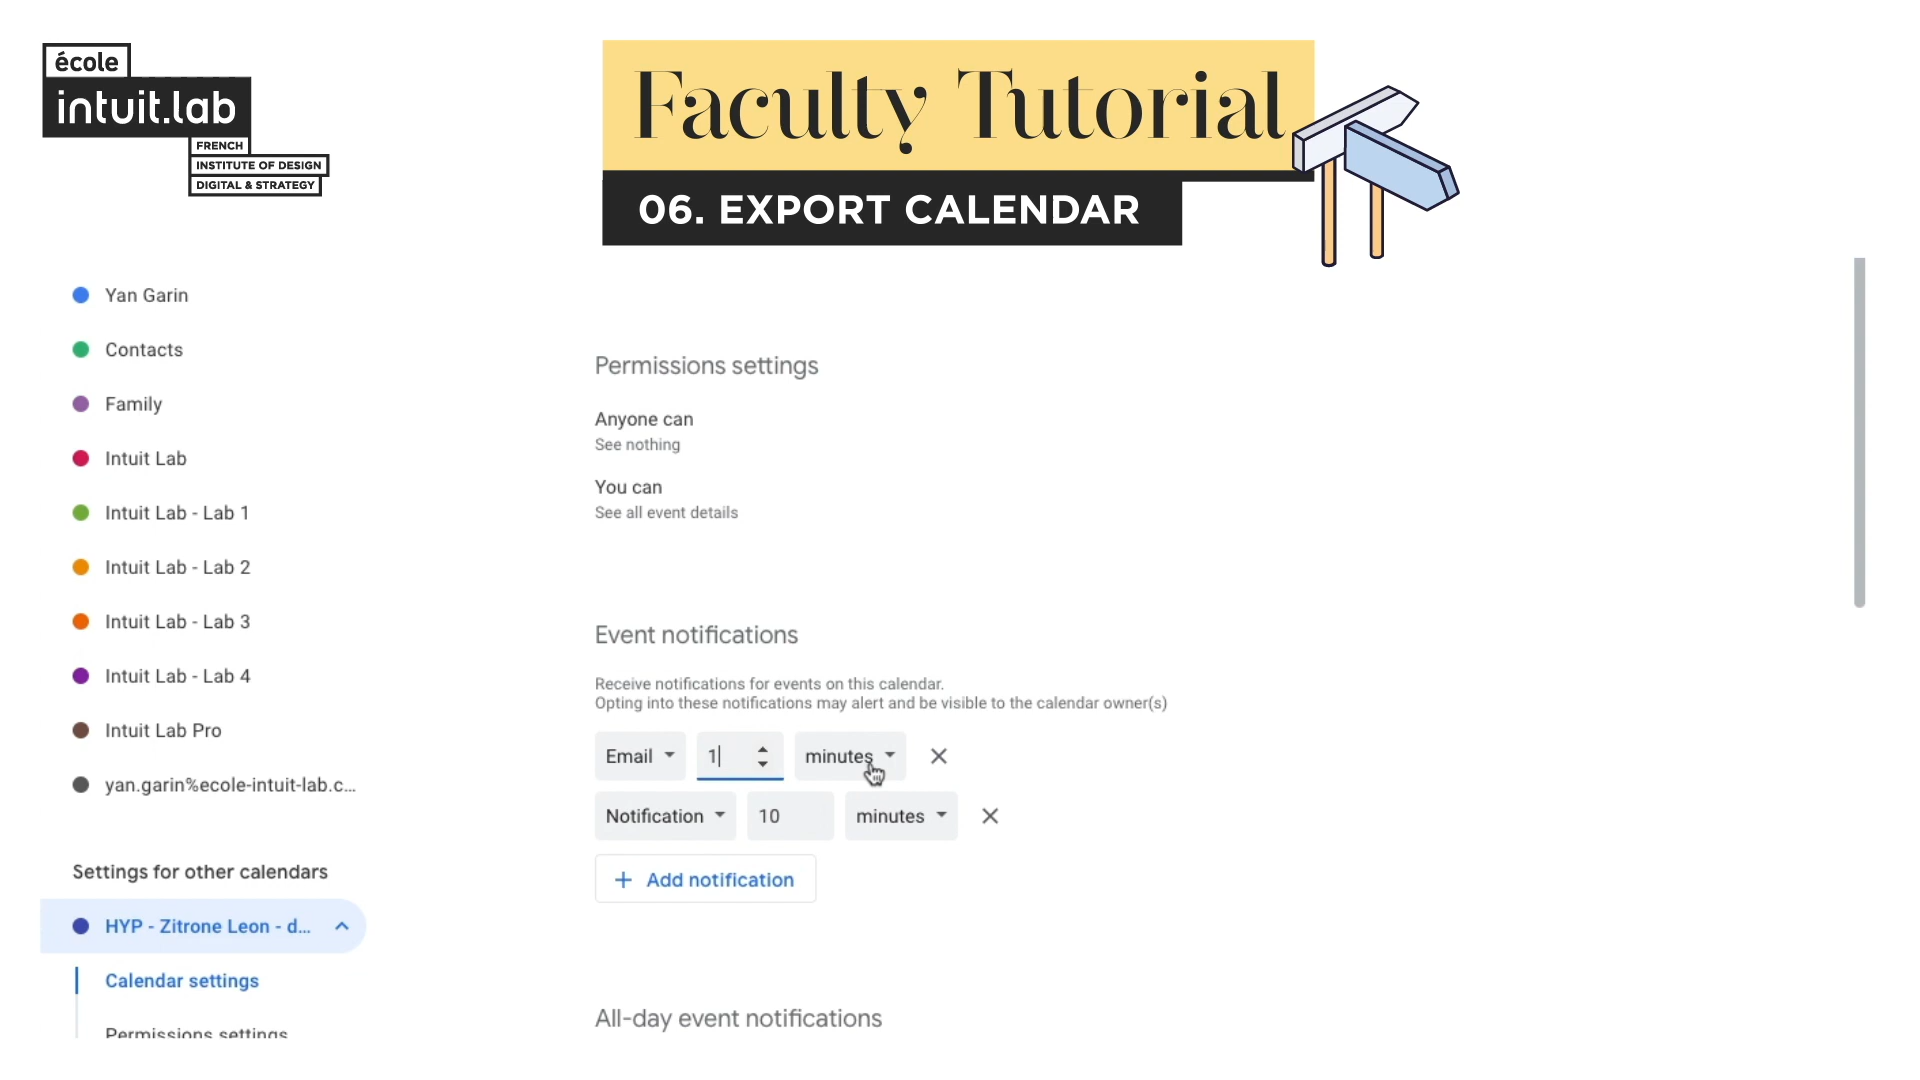 école
intuit.lab
FRENCH
INSTITUTE OF DESIGN
DIGITAL & STRATEGY
Faculty Tutorial
06. EXPORT CALENDAR
Yan Garin
Contacts
Family
Intuit Lab
Intuit Lab - Lab 1
Intuit Lab - Lab 2
Intuit Lab - Lab 3
Intuit Lab - Lab 4
Intuit Lab Pro
yan.garin%ecole-intuit-lab.c...
Settings for other calendars
HYP - Zitrone Leon - d...
Calendar settings
Permissions settings
Permissions settings
Anyone can
See nothing
You can
See all event details
Event notifications
Receive notifications for events on this calendar.
Opting into these notifications may alert and be visible to the calendar owner(s)
Email 1 minutes
Notification 10 minutes
+ Add notification
All-day event notifications